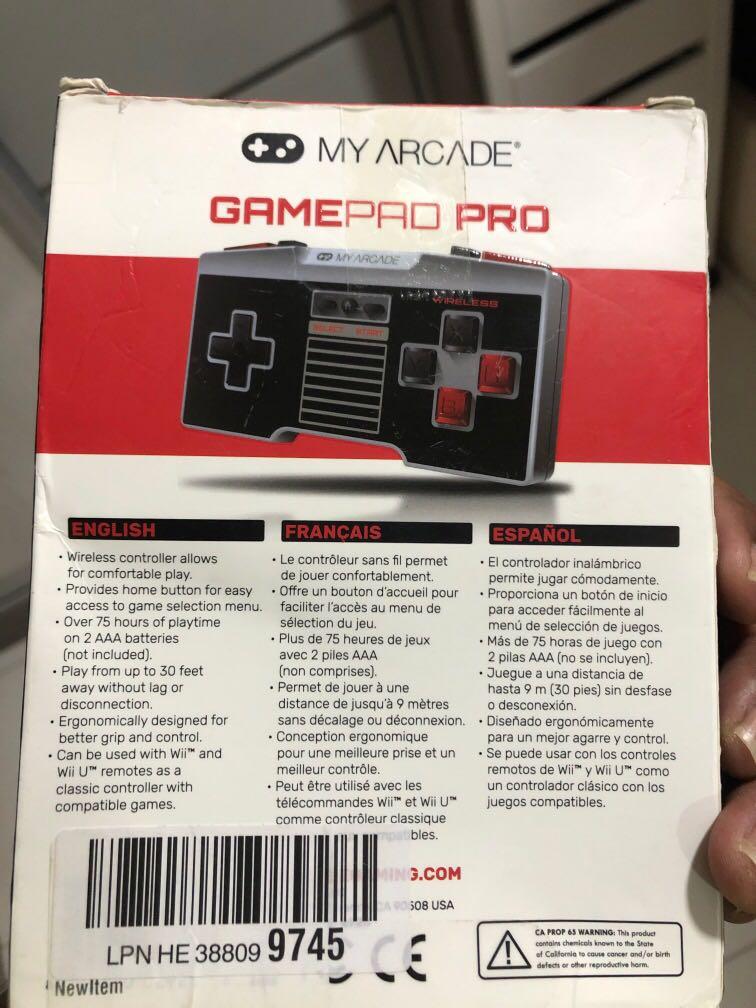 MY ARCADE®
GAMEPAD PRO
MY ARCADE
WIRELESS
SELECT START
X
Y
B
ENGLISH
• Wireless controller allows
for comfortable play.
• Provides home button for easy
access to game selection menu.
• Over 75 hours of playtime
on 2 AAA batteries
(not included).
• Play from up to 30 feet
away without lag or
disconnection.
• Ergonomically designed for
better grip and control.
• Can be used with Wii™ and
Wii U™ remotes as a
classic controller with
compatible games.
FRANÇAIS
• Le contrôleur sans fil permet
de jouer confortablement.
• Offre un bouton d'accueil pour
faciliter l'accès au menu de
sélection du jeu.
• Plus de 75 heures de jeux
avec 2 piles AAA
(non comprises).
• Permet de jouer à une
distance de jusqu'à 9 mètres
sans décalage ou déconnexion.
• Conception ergonomique
pour une meilleure prise et un
meilleur contrôle.
• Peut être utilisé avec les
télécommandes Wii™ et Wii U™
comme contrôleur classique
bles.
ESPAÑOL
• El controlador inalámbrico
permite jugar cómodamente.
• Proporciona un botón de inicio
para acceder fácilmente al
menú de selección de juegos.
• Más de 75 horas de juego con
2 pilas AAA (no se incluyen).
• Juegue a una distancia de
hasta 9 m (30 pies) sin desfase
o desconexión.
• Diseñado ergonómicamente
para un mejor agarre y control.
• Se puede usar con los controles
remotos de Wii™ y Wii U™ como
un controlador clásico con los
juegos compatibles.
MING.COM
CA 90508 USA
LPN HE 38809 9745
NewItem
CE
CA PROP 65 WARNING: This product
contains chemicals known to the State
of California to cause cancer and/or birth
defects or other reproductive harm.